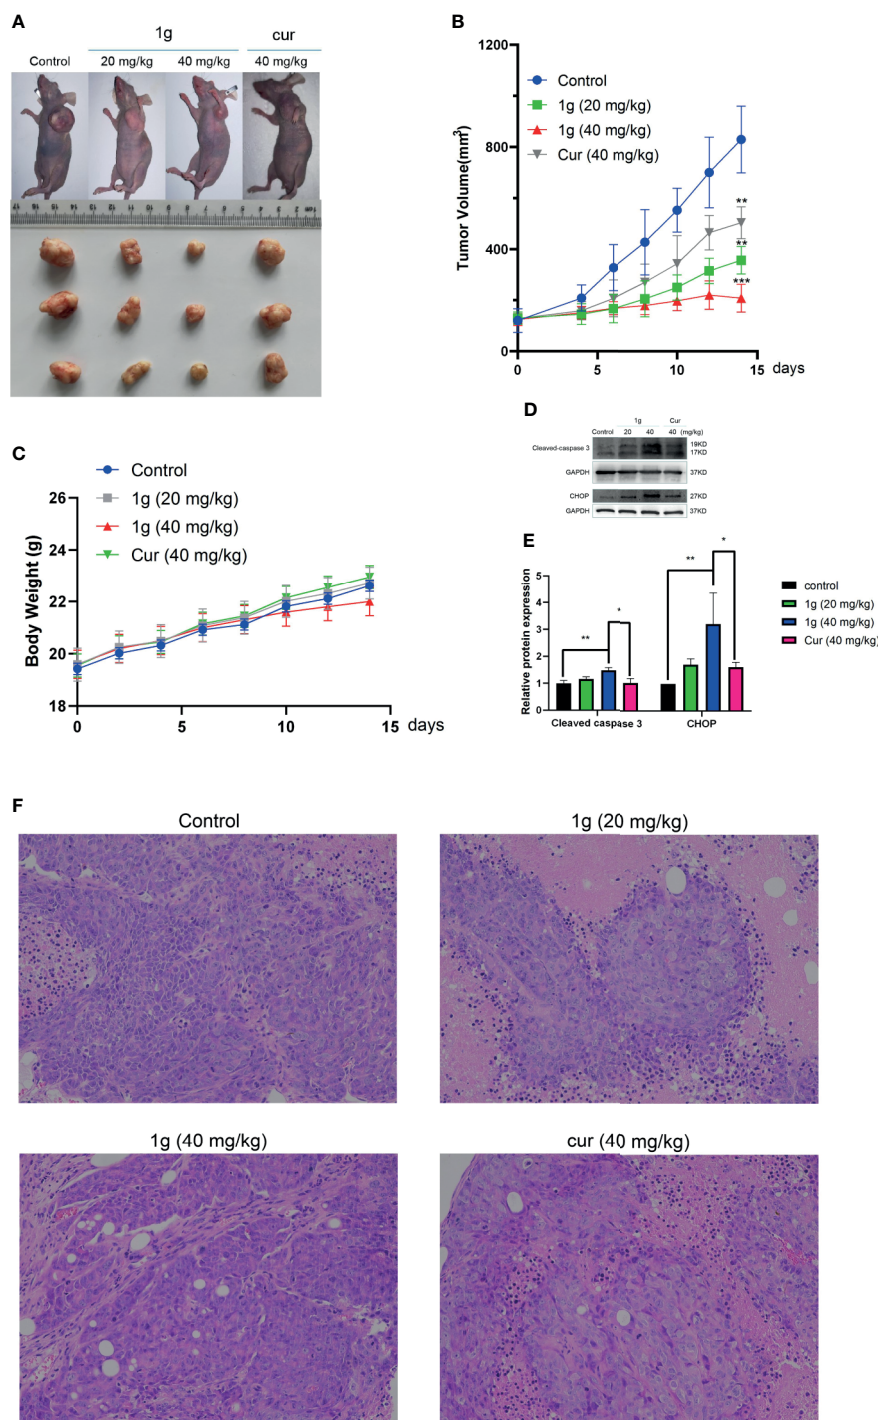 A
1g
cur
Control
20 mg/kg
40 mg/kg
40 mg/kg
B
1200
800
400
0
Tumor Volume(mm³)
Control
1g (20 mg/kg)
1g (40 mg/kg)
Cur (40 mg/kg)
**
**
***
0
5
10
15
days
C
Control
1g (20 mg/kg)
1g (40 mg/kg)
Cur (40 mg/kg)
26
24
22
20
18
Body Weight (g)
0
5
10
15
days
D
1g
Cur
Control
20
40
40
(mg/kg)
Cleaved-caspase 3
19KD
17KD
GAPDH
37KD
CHOP
27KD
GAPDH
37KD
E
5
4
3
2
1
0
Relative protein expression
**
*
**
*
Cleaved caspase 3
CHOP
control
1g (20 mg/kg)
1g (40 mg/kg)
Cur (40 mg/kg)
F
Control
1g (20 mg/kg)
1g (40 mg/kg)
cur (40 mg/kg)